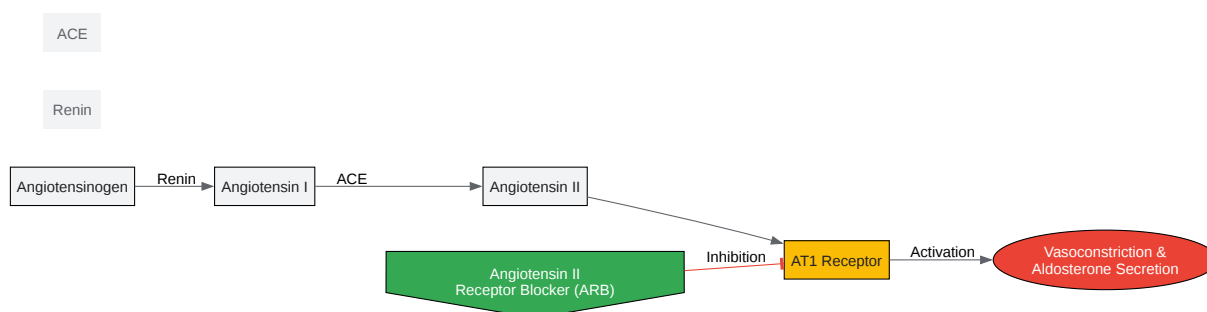 ACE
Renin
Angiotensinogen
Renin
Angiotensin I
ACE
Angiotensin II
Angiotensin II
Receptor Blocker (ARB)
Inhibition
AT1 Receptor
Activation
Vasoconstriction &
Aldosterone Secretion